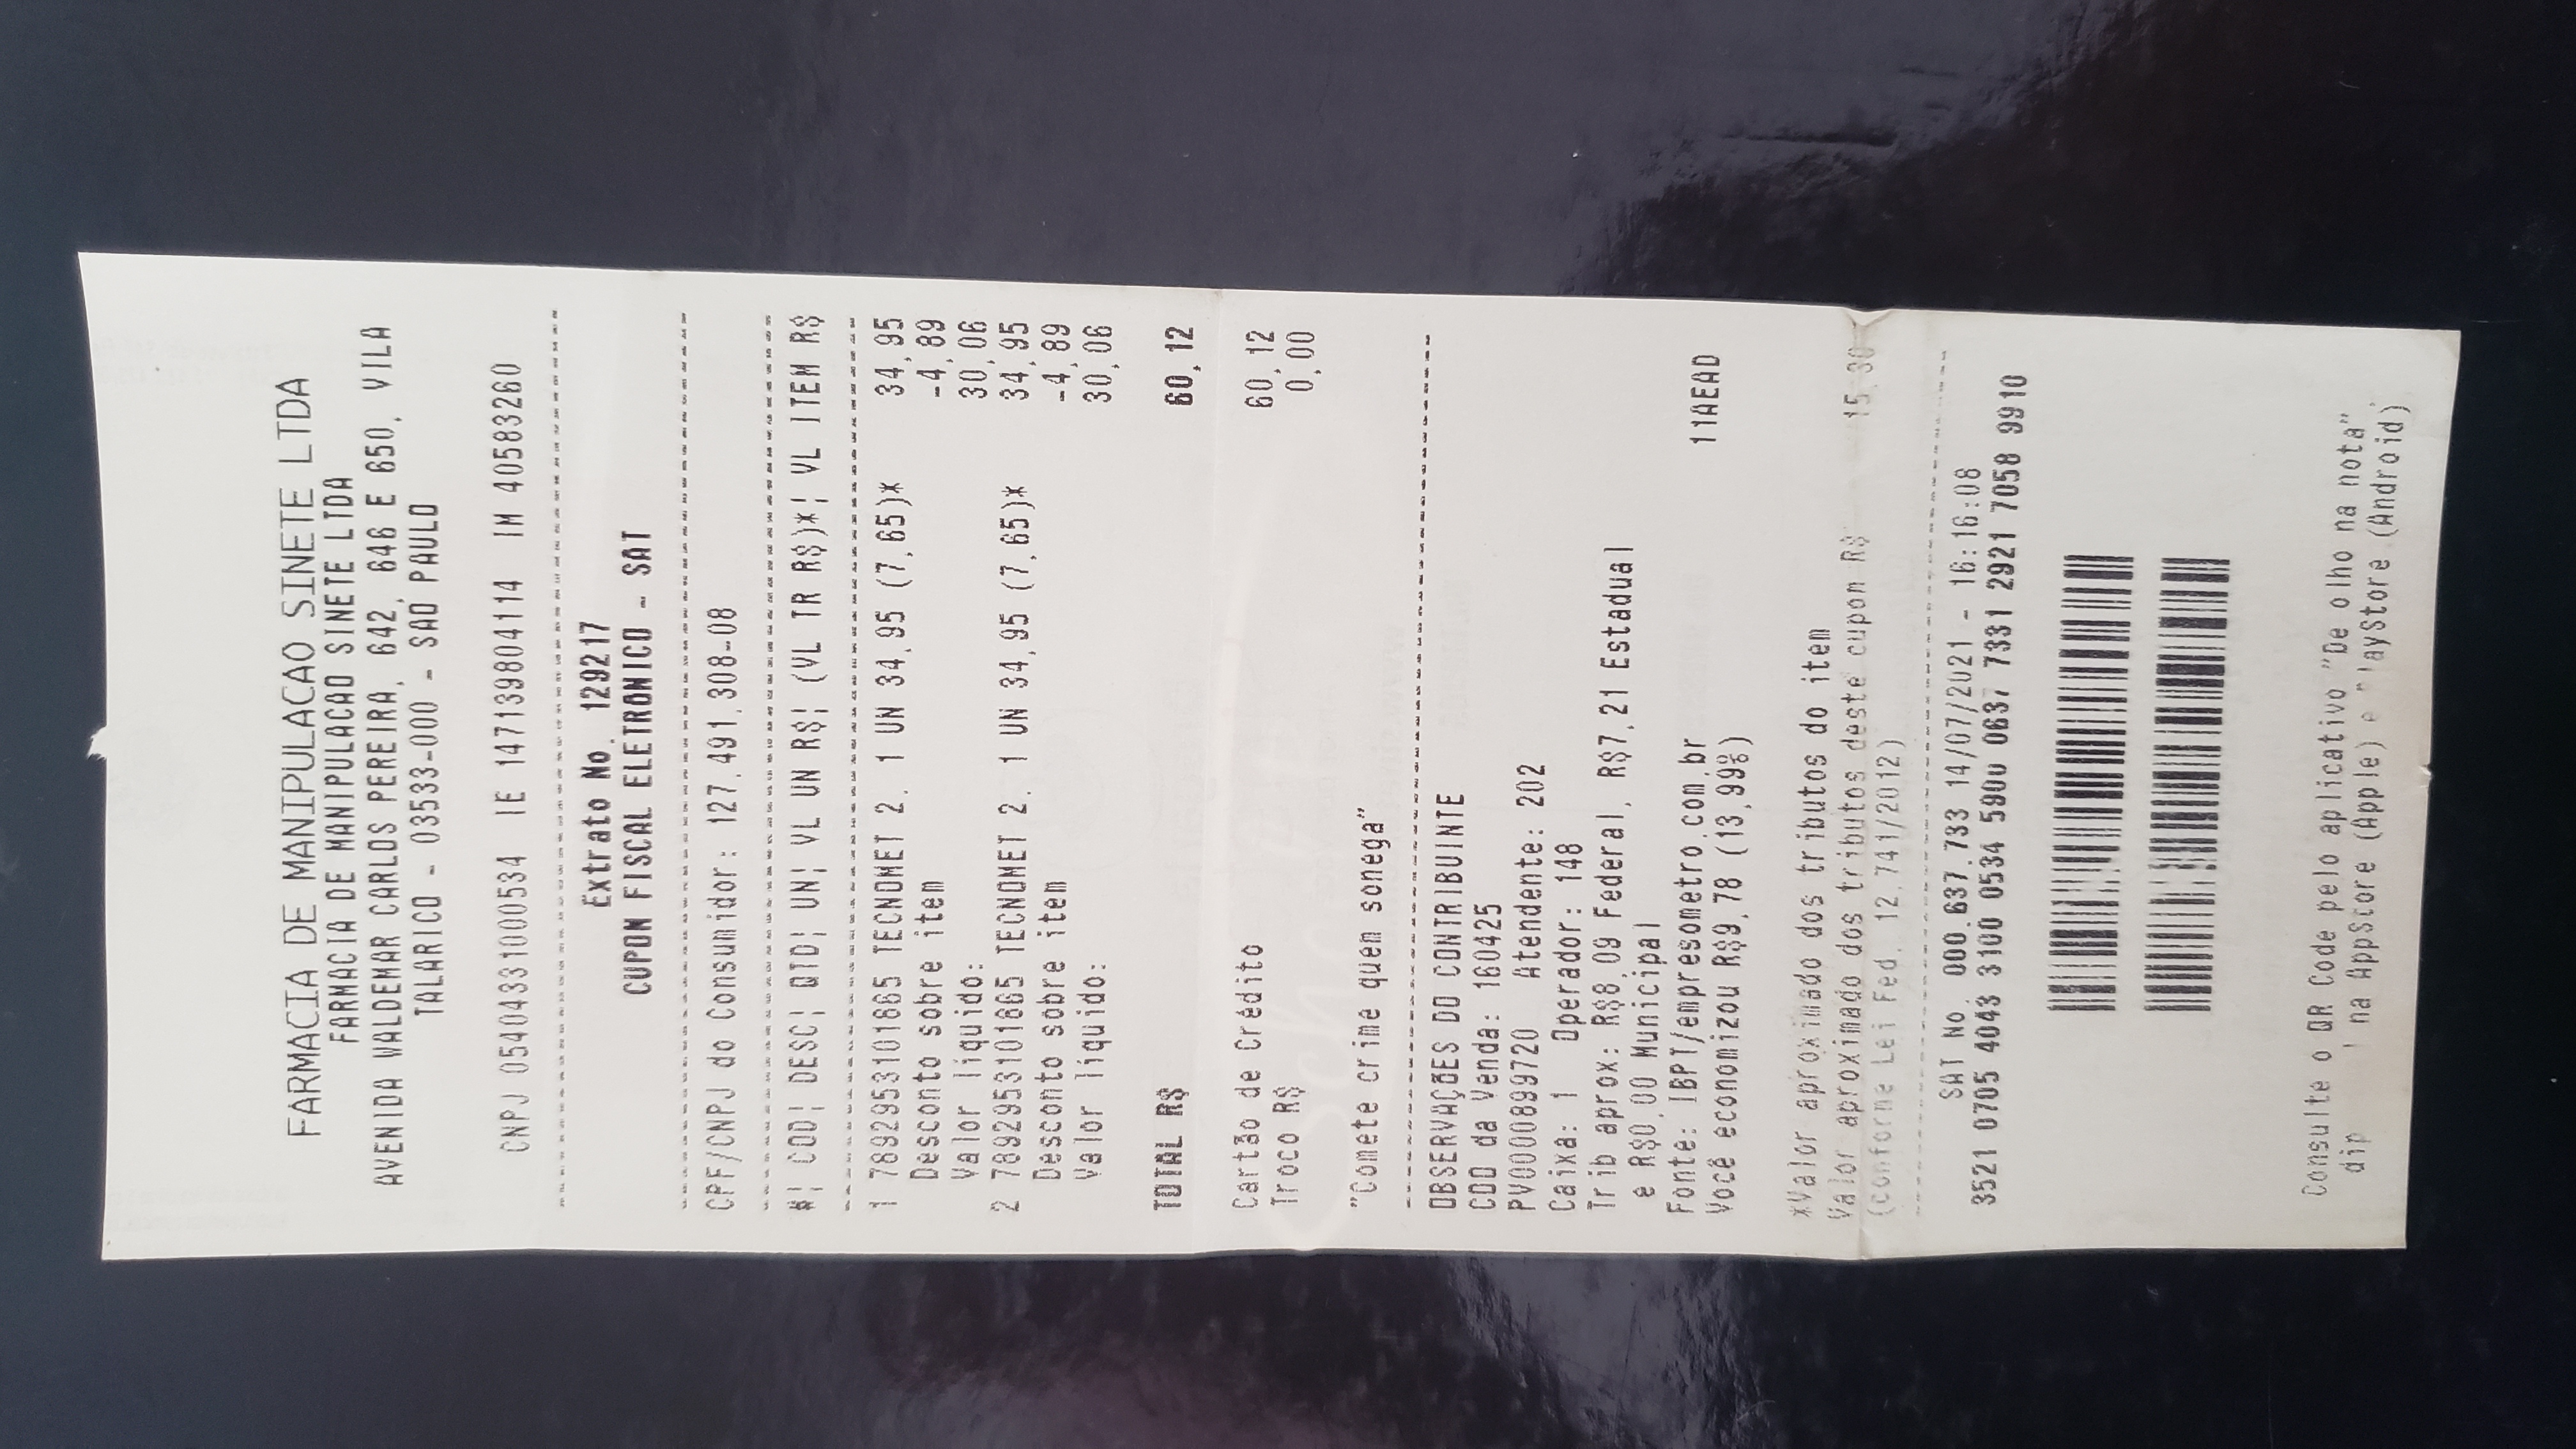 FARMACIA DE MANIPULACAO SINETE LTDA
FARMACIA DE MANIPULACAO SINETE LTDA
AVENIDA WALDEMAR CARLOS PEREIRA, 642, 646 E 650, VILA
TALARICO - 03533-000 - SAO PAULO
CNPJ 05404331000534 IE 147139804114 IM 40583260
Extrato No. 129217
CUPON FISCAL ELETRONICO - SAT
CPF/CNPJ do Consumidor: 127.491.308-08
#¦ COD¦ DESC¦ QTD¦ UN¦ VL UN R$¦ (VL TR R$)*¦ VL ITEM R$
1 7892953101865 TECNOMET 2. 1 UN 34,95 (7,65)* 34,95
Desconto sobre item -4,89
Valor líquido: 30,06
2 7892953101865 TECNOMET 2. 1 UN 34,95 (7,65)* 34,95
Desconto sobre item -4,89
Valor líquido: 30,06
TOTAL R$ 60,12
Cartão de Crédito 60,12
Troco R$ 0,00
"Comete crime quem sonega"
OBSERVAÇÕES DO CONTRIBUINTE
COO da Venda: 160425
PV0000899720 Atendente: 202
Caixa: 1 Operador: 148
Trib aprox: R$8,09 Federal, R$7,21 Estadual
e R$0,00 Municipal
Fonte: IBPT/empresometro.com.br 11AEAD
Você economizou R$9,78 (13,99%)
*Valor aproximado dos tributos do item
Valor aproximado dos tributos deste cupom R$ 15,30
(conforme Lei Fed. 12.741/2012)
SAT No. 000.637.733 14/07/2021 - 16:16:08
3521 0705 4043 3100 0534 5900 0637 7331 2921 7058 9910
Consulte o QR Code pelo aplicativo "De olho na nota",
na AppStore (Apple) e PlayStore (Android)